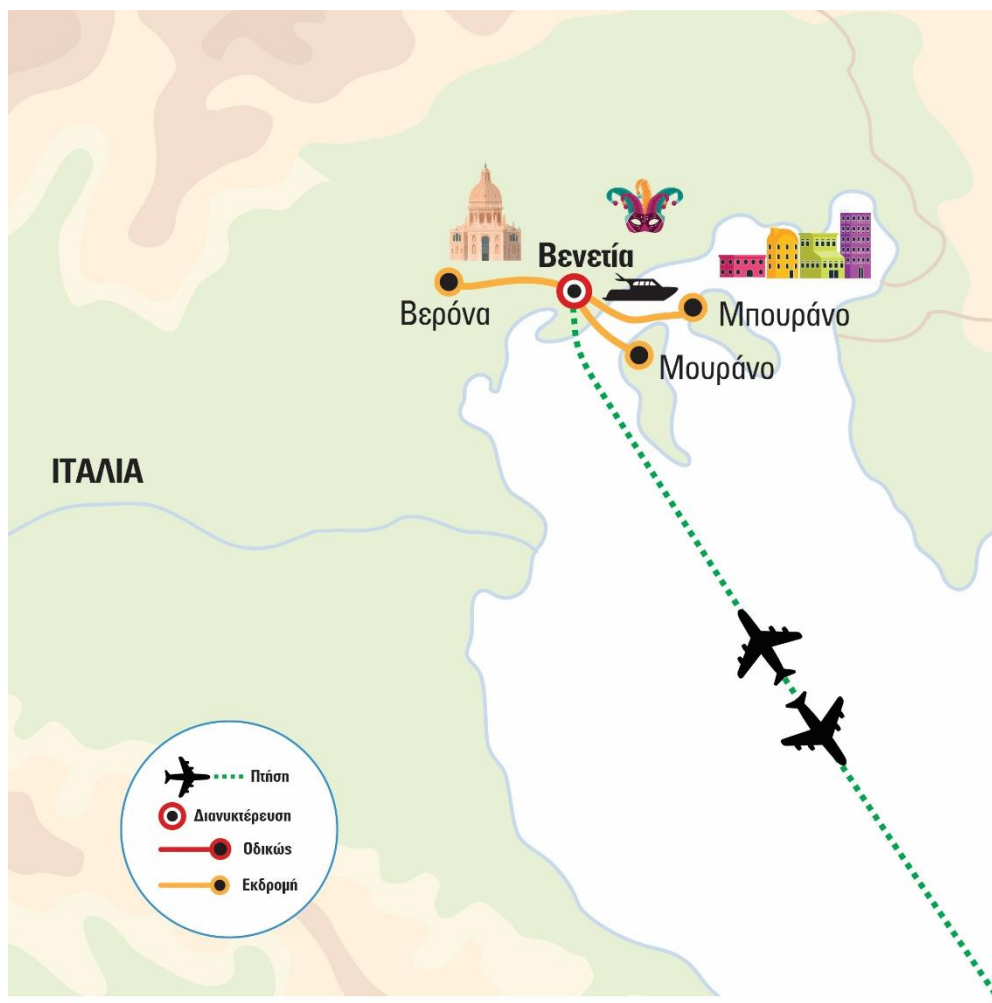 Βενετία
Βερόνα
Μπουράνο
Μουράνο
ΙΤΑΛΙΑ
Πτήση
Διανυκτέρευση
Οδικώς
Εκδρομή